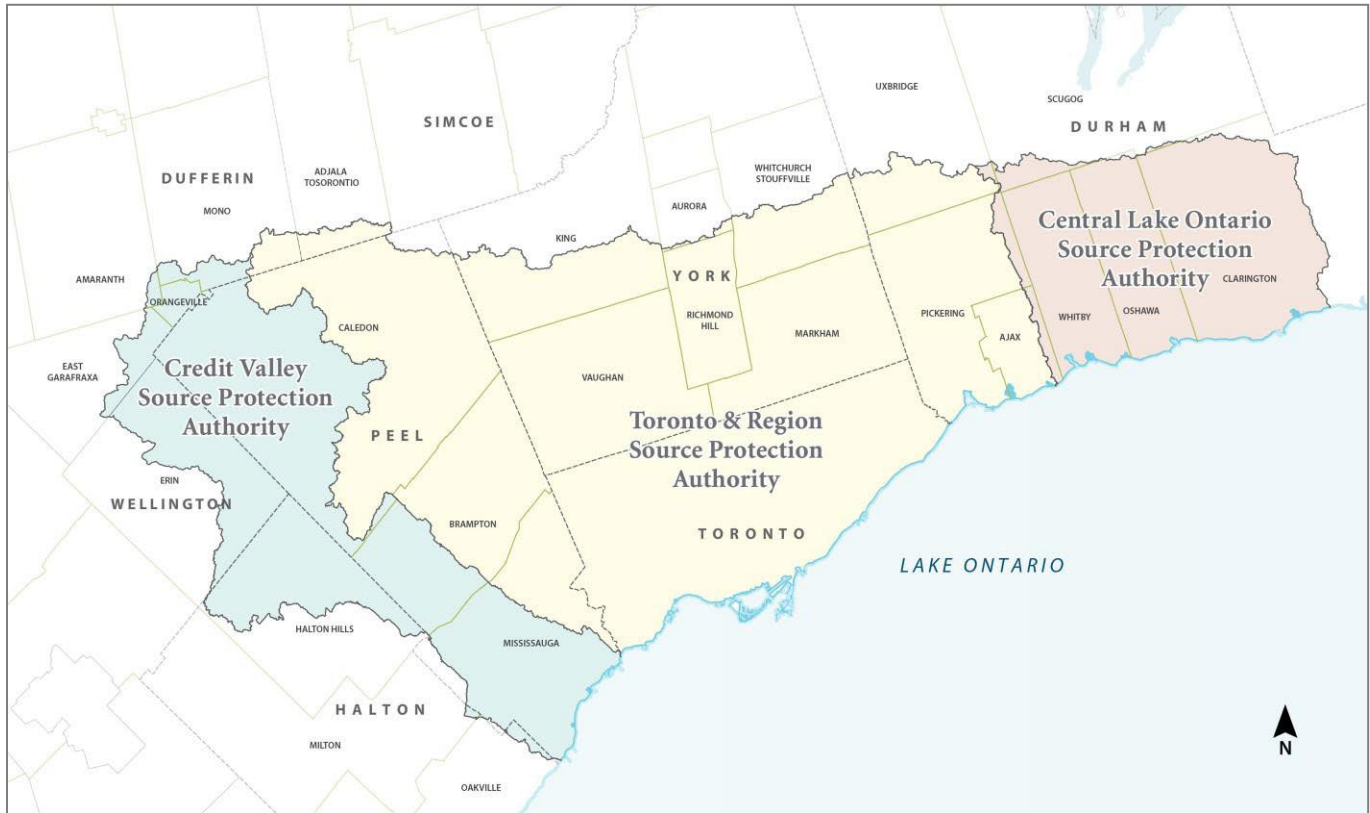 UXBRIDGE
SCUGOG
SIMCOE
DURHAM
DUFFERIN
ADJALA
TOSORONTIO
WHITCHURCH
STOUFFVILLE
MONO
AURORA
KING
Central Lake Ontario
Source Protection
Authority
AMARANTH
YORK
CLARINGTON
ORANGEVILLE
RICHMOND
HILL
PICKERING
WHITBY
OSHAWA
CALEDON
MARKHAM
AJAX
EAST
GARAFRAXA
Credit Valley
Source Protection
Authority
VAUGHAN
PEEL
Toronto & Region
Source Protection
Authority
ERIN
WELLINGTON
BRAMPTON
TORONTO
LAKE ONTARIO
HALTON HILLS
MISSISSAUGA
HALTON
MILTON
OAKVILLE
N